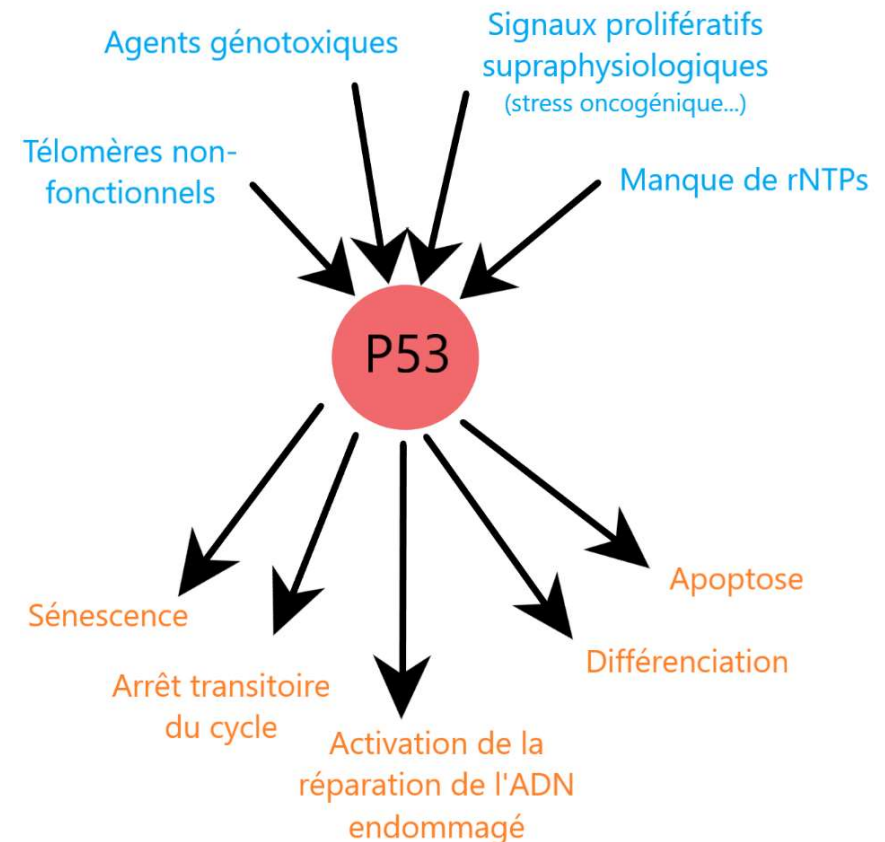 Agents génotoxiques
Signaux prolifératifs
supraphysiologiques
(stress oncogénique...)
Télomères non-
fonctionnels
Manque de rNTPs
P53
Sénescence
Arrêt transitoire
du cycle
Activation de la
réparation de l'ADN
endommagé
Différenciation
Apoptose